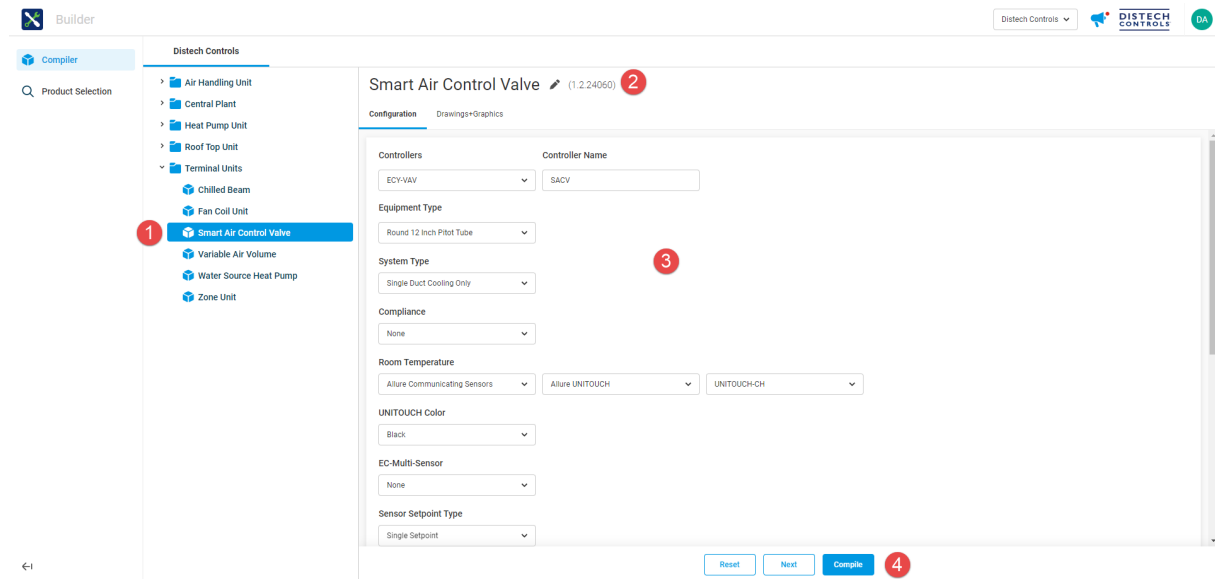 Builder
Distech Controls
DISTECH
CONTROLS
DA
Compiler
Product Selection
Distech Controls
Air Handling Unit
Central Plant
Heat Pump Unit
Roof Top Unit
Terminal Units
Chilled Beam
Fan Coil Unit
1 Smart Air Control Valve
Variable Air Volume
Water Source Heat Pump
Zone Unit
Smart Air Control Valve (1.2.24060) 2
Configuration Drawings+Graphics
Controllers Controller Name
ECY-VAV SACV
Equipment Type
Round 12 Inch Pitot Tube
3
System Type
Single Duct Cooling Only
Compliance
None
Room Temperature
Allure Communicating Sensors Allure UNITOUCH UNITOUCH-CH
UNITOUCH Color
Black
EC-Multi-Sensor
None
Sensor Setpoint Type
Single Setpoint
Reset Next Compile 4